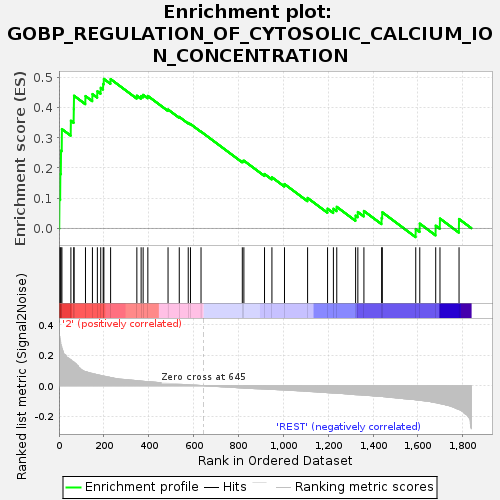 Enrichment plot:
GOBP_REGULATION_OF_CYTOSOLIC_CALCIUM_IO
N_CONCENTRATION
Enrichment score (ES)
0.5
0.4
0.3
0.2
0.1
0.0
Ranked list metric (Signal2Noise)
'2' (positively correlated)
0.4
0.2
0.0
-0.2
Zero cross at 645
'REST' (negatively correlated)
0 200 400 600 800 1,000 1,200 1,400 1,600 1,800
Rank in Ordered Dataset
Enrichment profile Hits Ranking metric scores